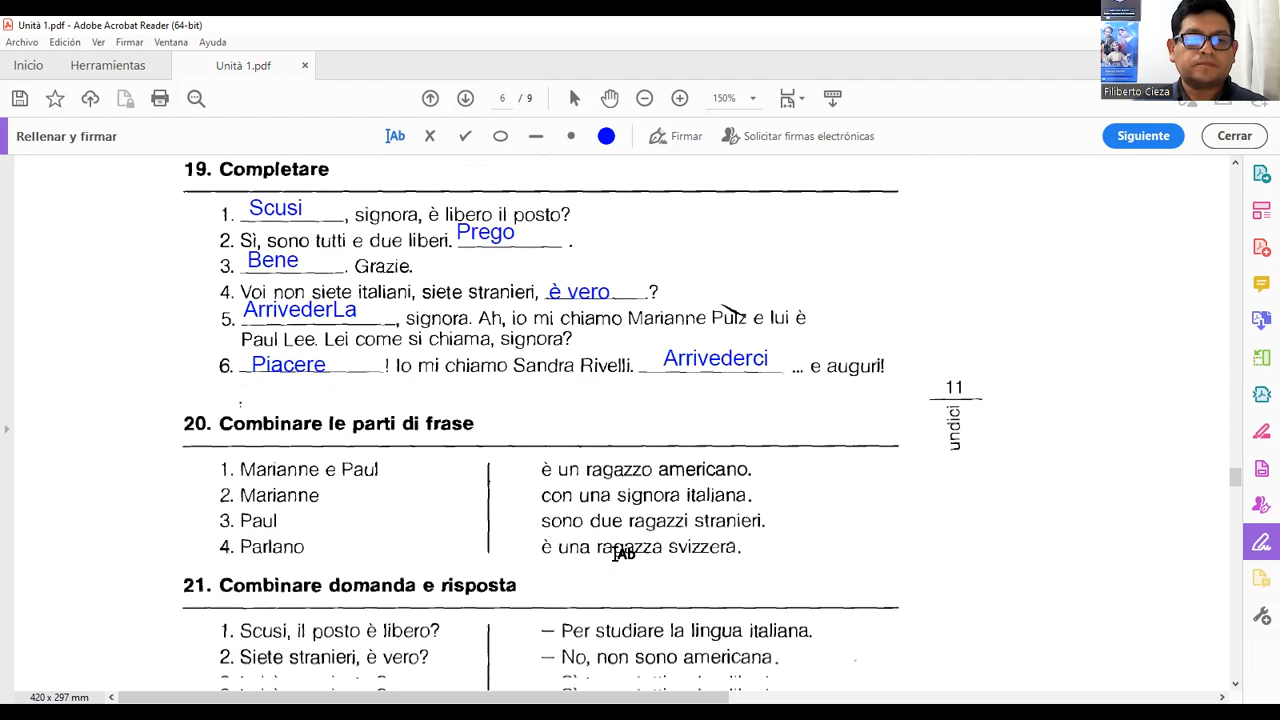 Unità 1.pdf - Adobe Acrobat Reader (64-bit)
Archivo Edición Ver Firmar Ventana Ayuda
Inicio Herramientas Unità 1.pdf ×
6 / 9 150%
Filiberto Cieza
Rellenar y firmar Ab Firmar Solicitar firmas electrónicas Siguiente Cerrar
19. Completare
1. Scusi, signora, è libero il posto?
2. Sì, sono tutti e due liberi. Prego.
3. Bene. Grazie.
4. Voi non siete italiani, siete stranieri, è vero?
5. ArrivederLa, signora. Ah, io mi chiamo Marianne Pulz e lui è
Paul Lee. Lei come si chiama, signora?
6. Piacere! Io mi chiamo Sandra Rivelli. Arrivederci ... e auguri!
11
undici
20. Combinare le parti di frase
1. Marianne e Paul è un ragazzo americano.
2. Marianne con una signora italiana.
3. Paul sono due ragazzi stranieri.
4. Parlano è una ragazza svizzera.
Ab
21. Combinare domanda e risposta
1. Scusi, il posto è libero? – Per studiare la lingua italiana.
2. Siete stranieri, è vero? – No, non sono americana.
420 x 297 mm